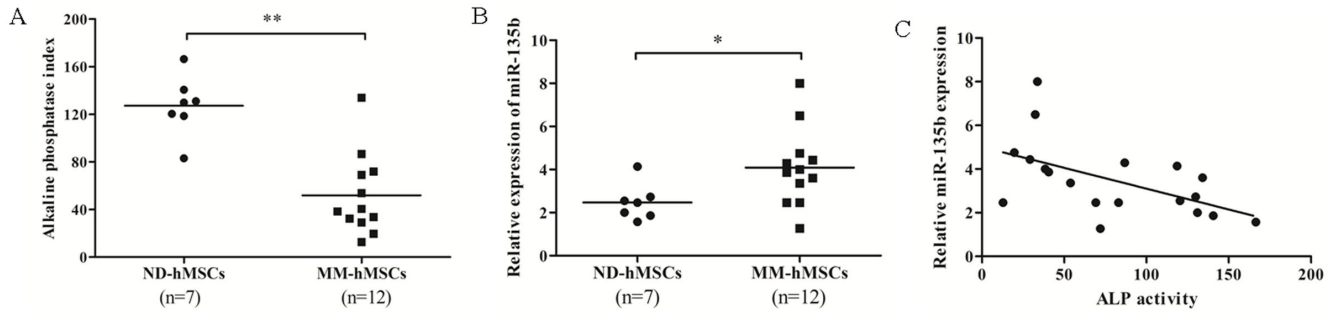 A
Alkaline phosphatase index
200
160
120
80
40
0
**
ND-hMSCs
(n=7)
MM-hMSCs
(n=12)
B
Relative expression of miR-135b
10
8
6
4
2
0
*
ND-hMSCs
(n=7)
MM-hMSCs
(n=12)
C
Relative miR-135b expression
10
8
6
4
2
0
0
50
100
150
200
ALP activity